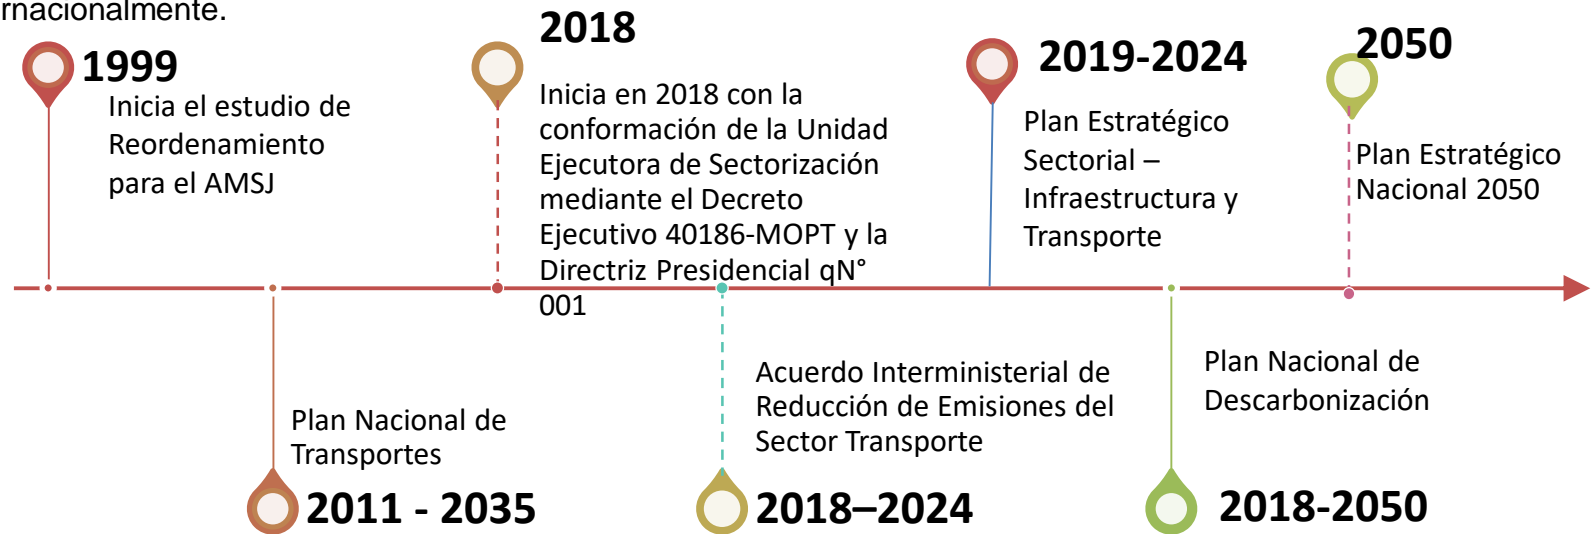 rnacionalmente.
1999
Inicia el estudio de
Reordenamiento
para el AMSJ
2011 - 2035
Plan Nacional de
Transportes
2018
Inicia en 2018 con la
conformación de la Unidad
Ejecutora de Sectorización
mediante el Decreto
Ejecutivo 40186-MOPT y la
Directriz Presidencial qN°
001
2018–2024
Acuerdo Interministerial de
Reducción de Emisiones del
Sector Transporte
2019-2024
Plan Estratégico
Sectorial –
Infraestructura y
Transporte
2018-2050
Plan Nacional de
Descarbonización
2050
Plan Estratégico
Nacional 2050